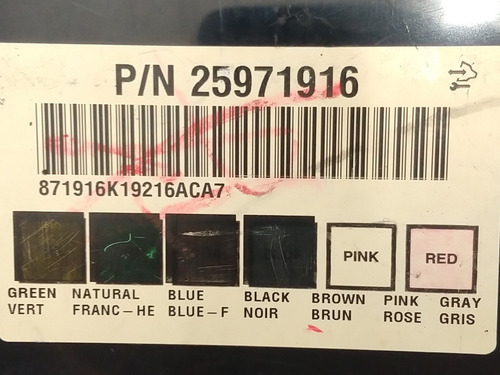 P/N 25971916
871916K19216ACA7
PINK RED
GREEN NATURAL BLUE BLACK BROWN PINK GRAY
VERT FRANC-HE BLUE-F NOIR BRUN ROSE GRIS